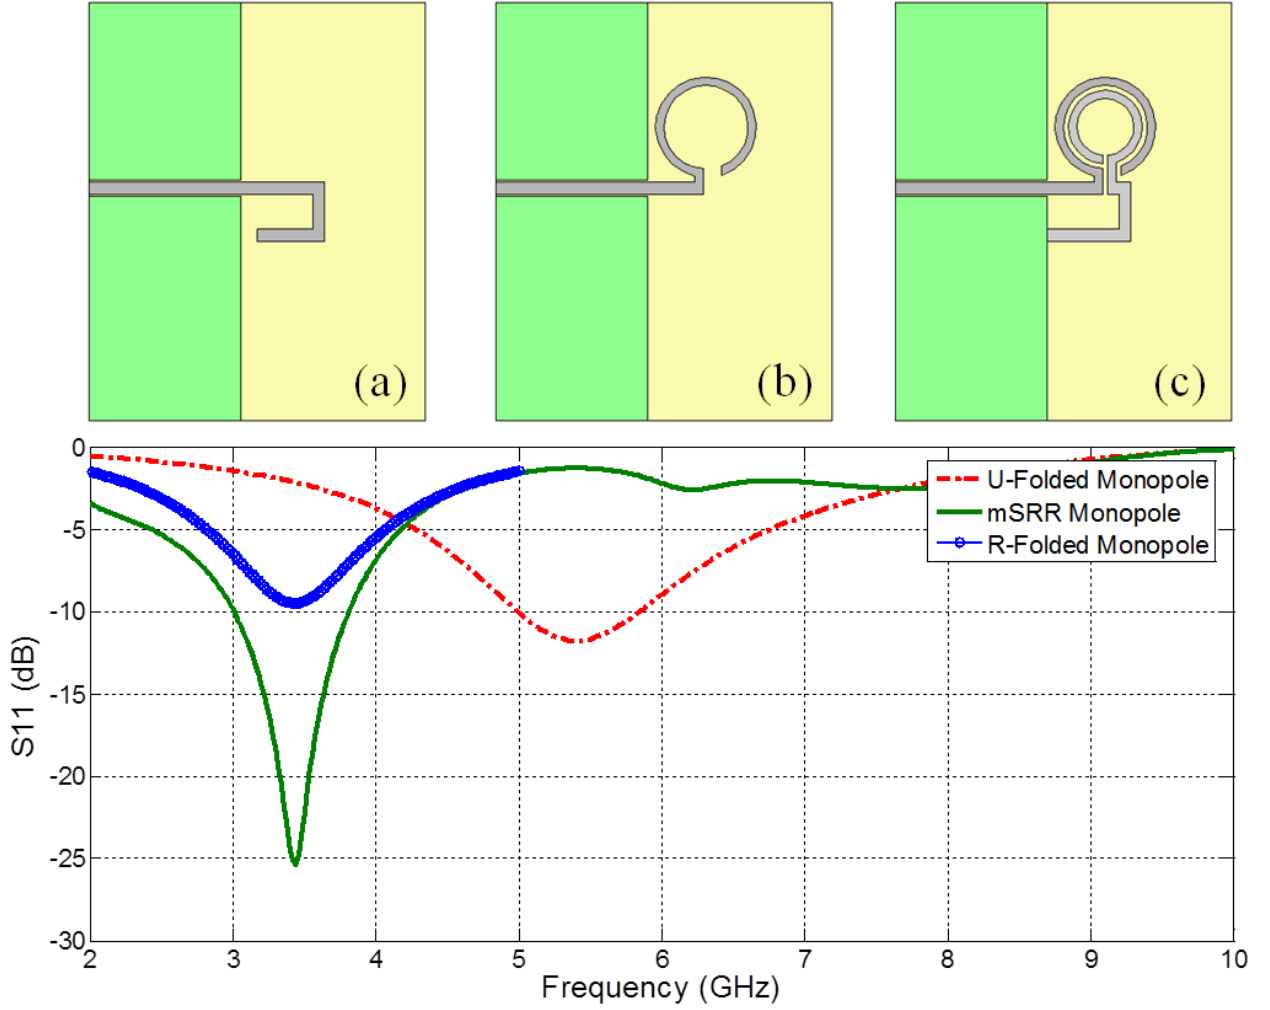 (a) (b) (c)
0
-5
-10
-15
-20
-25
-30
S11 (dB)
U-Folded Monopole
mSRR Monopole
R-Folded Monopole
2 3 4 5 6 7 8 9 10
Frequency (GHz)